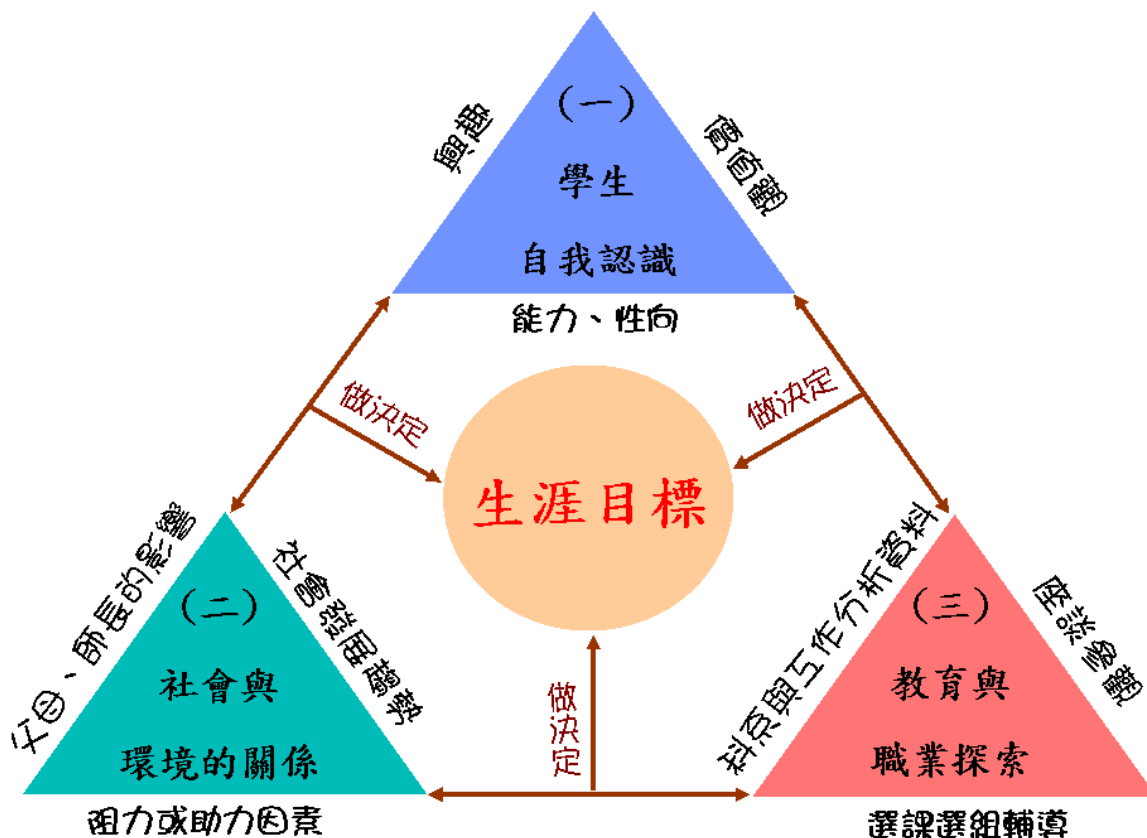 (一)
學生
自我認識
興趣
價值觀
能力、性向
做決定
做決定
生涯目標
父母、師長的影響
社會發展趨勢
(二)
社會與
環境的關係
阻力或助力因素
做決定
科系與工作分析資料
座談參觀
(三)
教育與
職業探索
選課選組輔導